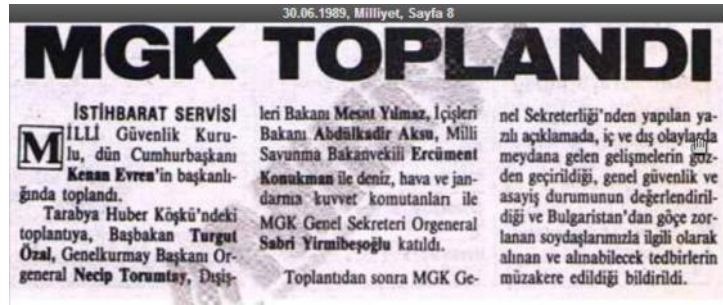 30.06.1989, Milliyet, Sayfa 8
MGK TOPLANDI
İSTİHBARAT SERVİSİ
MİLLİ Güvenlik Kuru-
lu, dün Cumhurbaşkanı
Kenan Evren'in başkanlı-
ğında toplandı.
Tarabya Huber Köşkü'ndeki
toplantıya, Başbakan Turgut
Özal, Genelkurmay Başkanı Or-
general Necip Torumtay, Dışiş-
leri Bakanı Mesut Yılmaz, İçişleri
Bakanı Abdülkadir Aksu, Milli
Savunma Bakanvekili Ercüment
Konukman ile deniz, hava ve jan-
darma kuvvet komutanları ile
MGK Genel Sekreteri Orgeneral
Sabri Yirmibeşoğlu katıldı.
Toplantıdan sonra MGK Ge-
nel Sekreterliği'nden yapılan ya-
zılı açıklamada, iç ve dış olaylarda
meydana gelen gelişmelerin göz-
den geçirildiği, genel güvenlik ve
asayiş durumunun değerlendiril-
diği ve Bulgaristan'dan göçe zor-
lanan soydaşlarımızla ilgili olarak
alınan ve alınabilecek tedbirlerin
müzakere edildiği bildirildi.